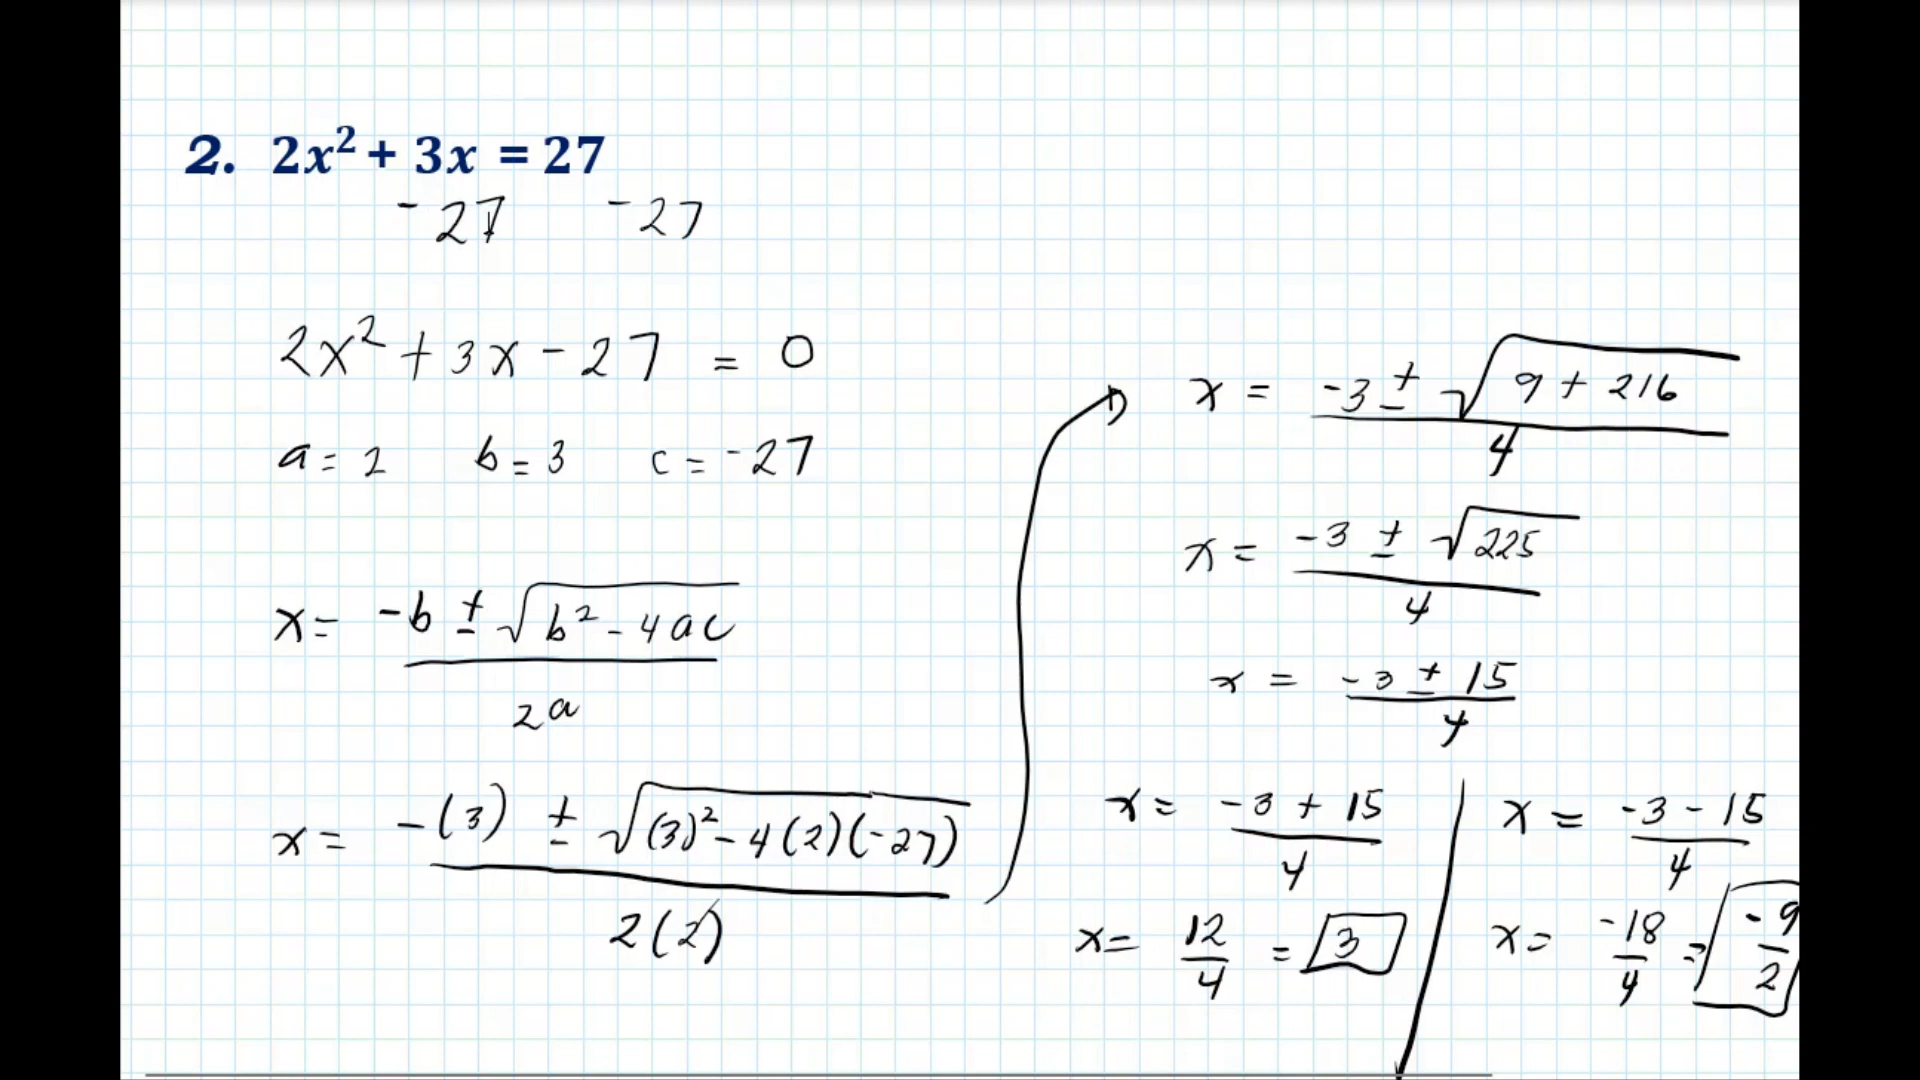 2. 2x² + 3x = 27
-27 -27
2x² + 3x - 27 = 0
a = 2 b = 3 c = -27
x = (-b ± √(b² - 4ac)) / 2a
x = (-(3) ± √((3)² - 4(2)(-27))) / 2(2)
x = (-3 ± √(9 + 216)) / 4
x = (-3 ± √225) / 4
x = (-3 ± 15) / 4
x = (-3 + 15) / 4
x = 12/4 = 3
x = (-3 - 15) / 4
x = -18/4 = -9/2